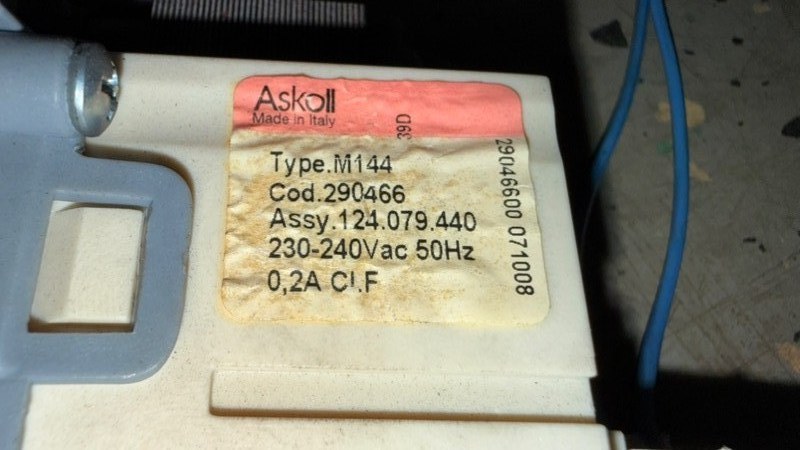 Askoll
Made in Italy
39D
Type.M144
Cod.290466
Assy.124.079.440
230-240Vac 50Hz
0,2A Cl.F
29046600 071008